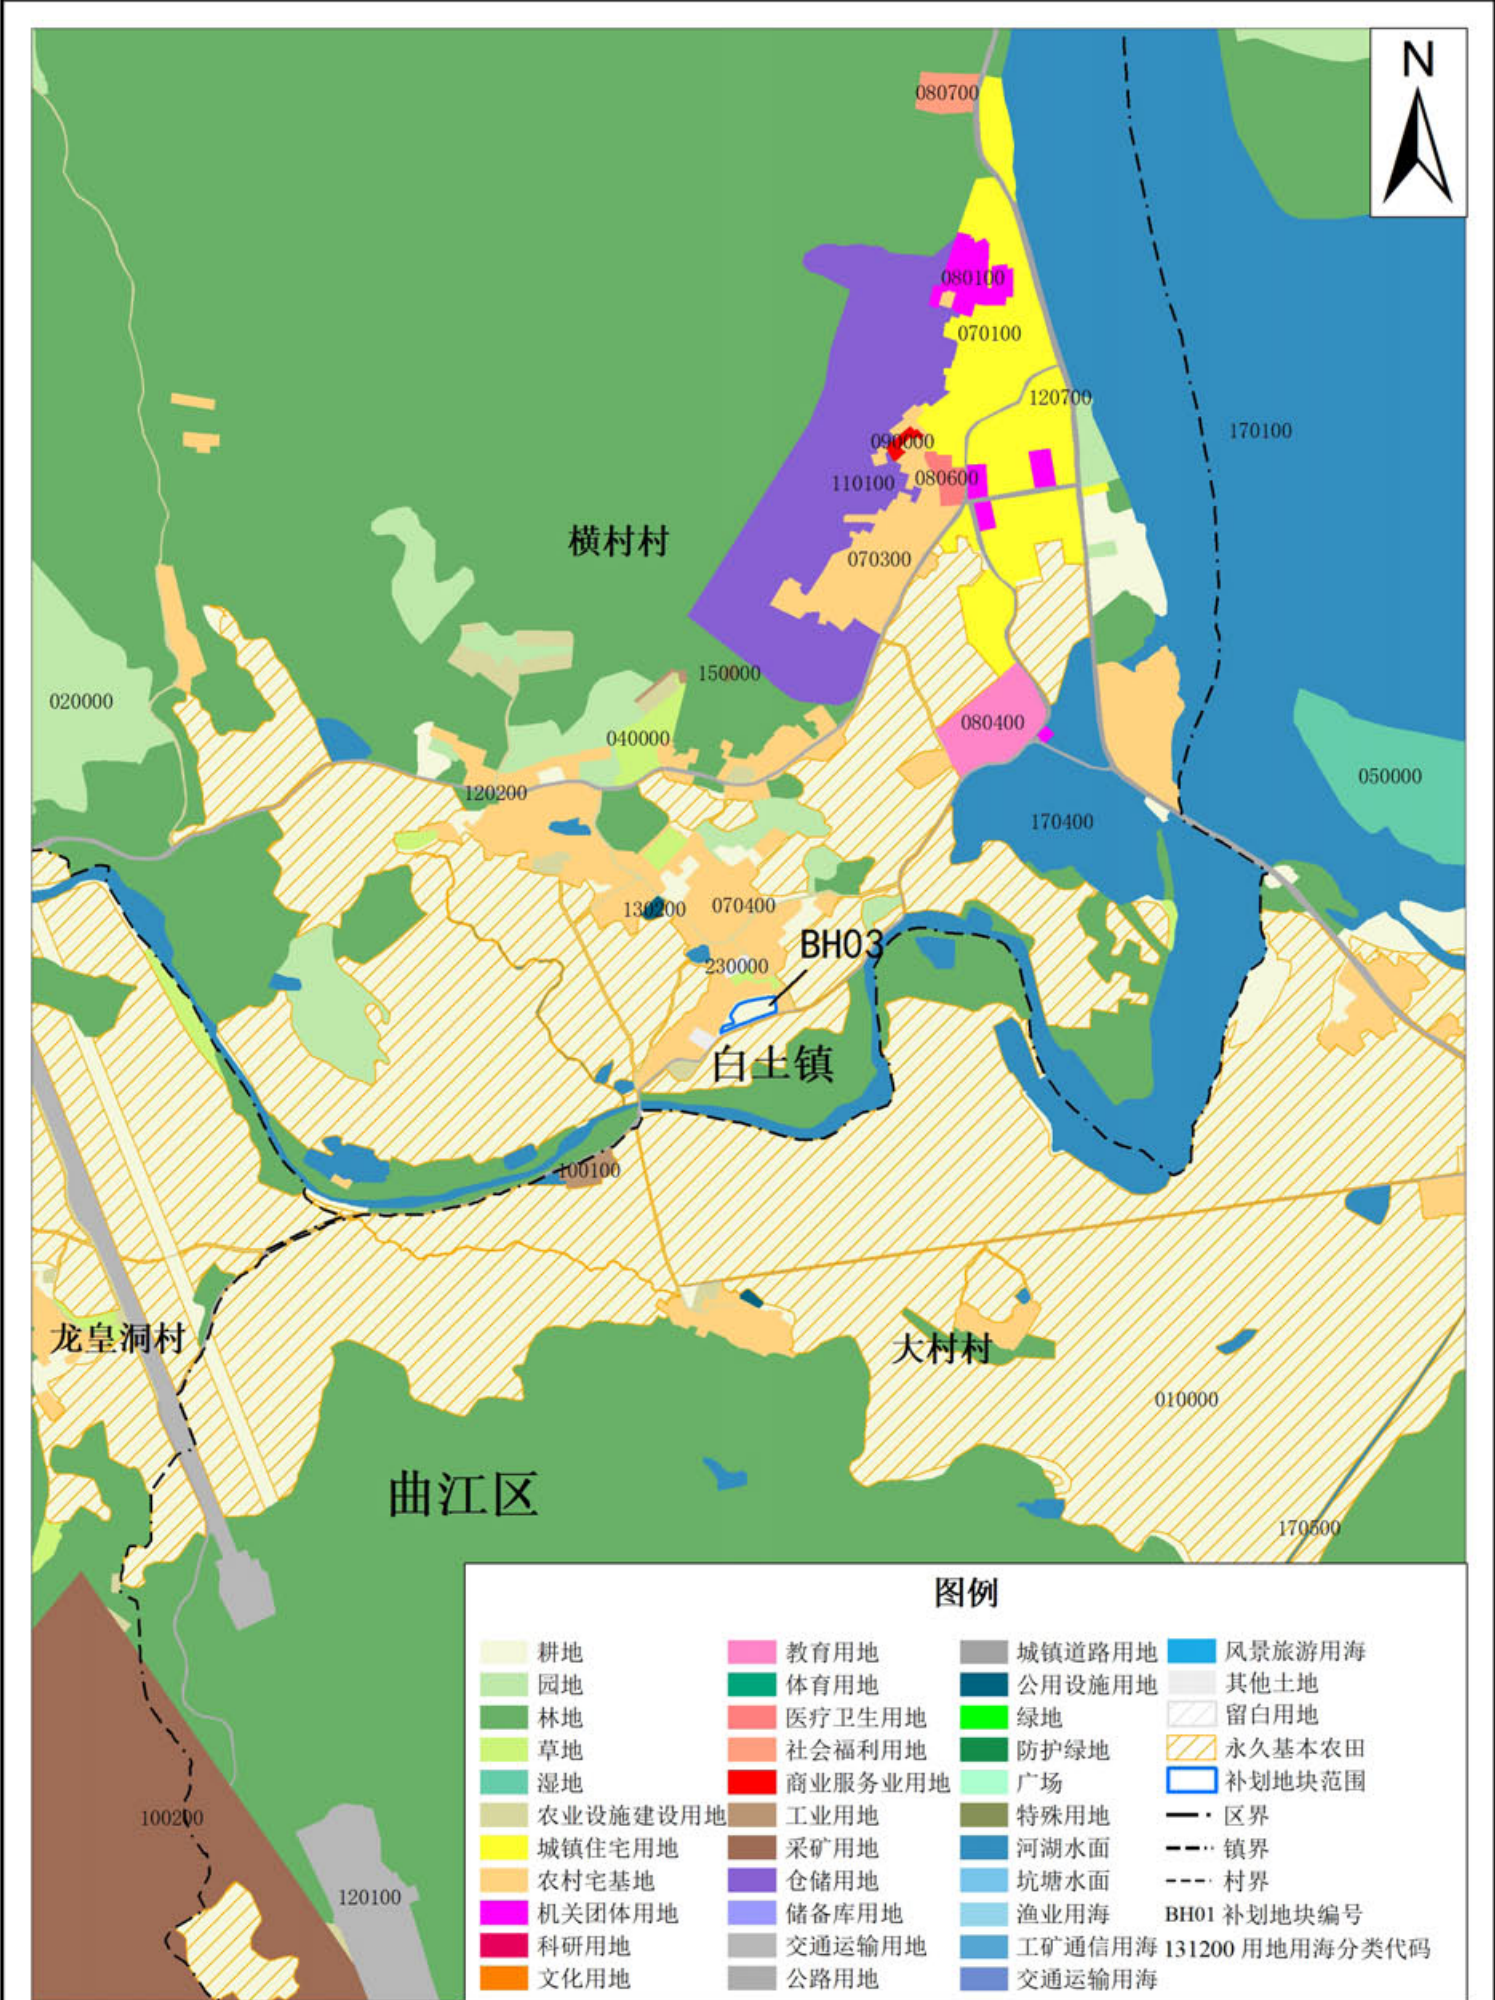 N
080700
080100
070100
120700
170100
090000
110100
080600
横村村
070300
150000
020000
080400
040000
050000
120200
170400
130200
070400
BH03
230000
白土镇
100100
龙皇洞村
大村村
010000
曲江区
170500
100200
120100
图例
耕地
园地
林地
草地
湿地
农业设施建设用地
城镇住宅用地
农村宅基地
机关团体用地
科研用地
文化用地
教育用地
体育用地
医疗卫生用地
社会福利用地
商业服务业用地
工业用地
采矿用地
仓储用地
储备库用地
交通运输用地
公路用地
城镇道路用地
公用设施用地
绿地
防护绿地
广场
特殊用地
河湖水面
坑塘水面
渔业用海
工矿通信用海
交通运输用海
风景旅游用海
其他土地
留白用地
永久基本农田
补划地块范围
区界
镇界
村界
BH01 补划地块编号
131200 用地用海分类代码